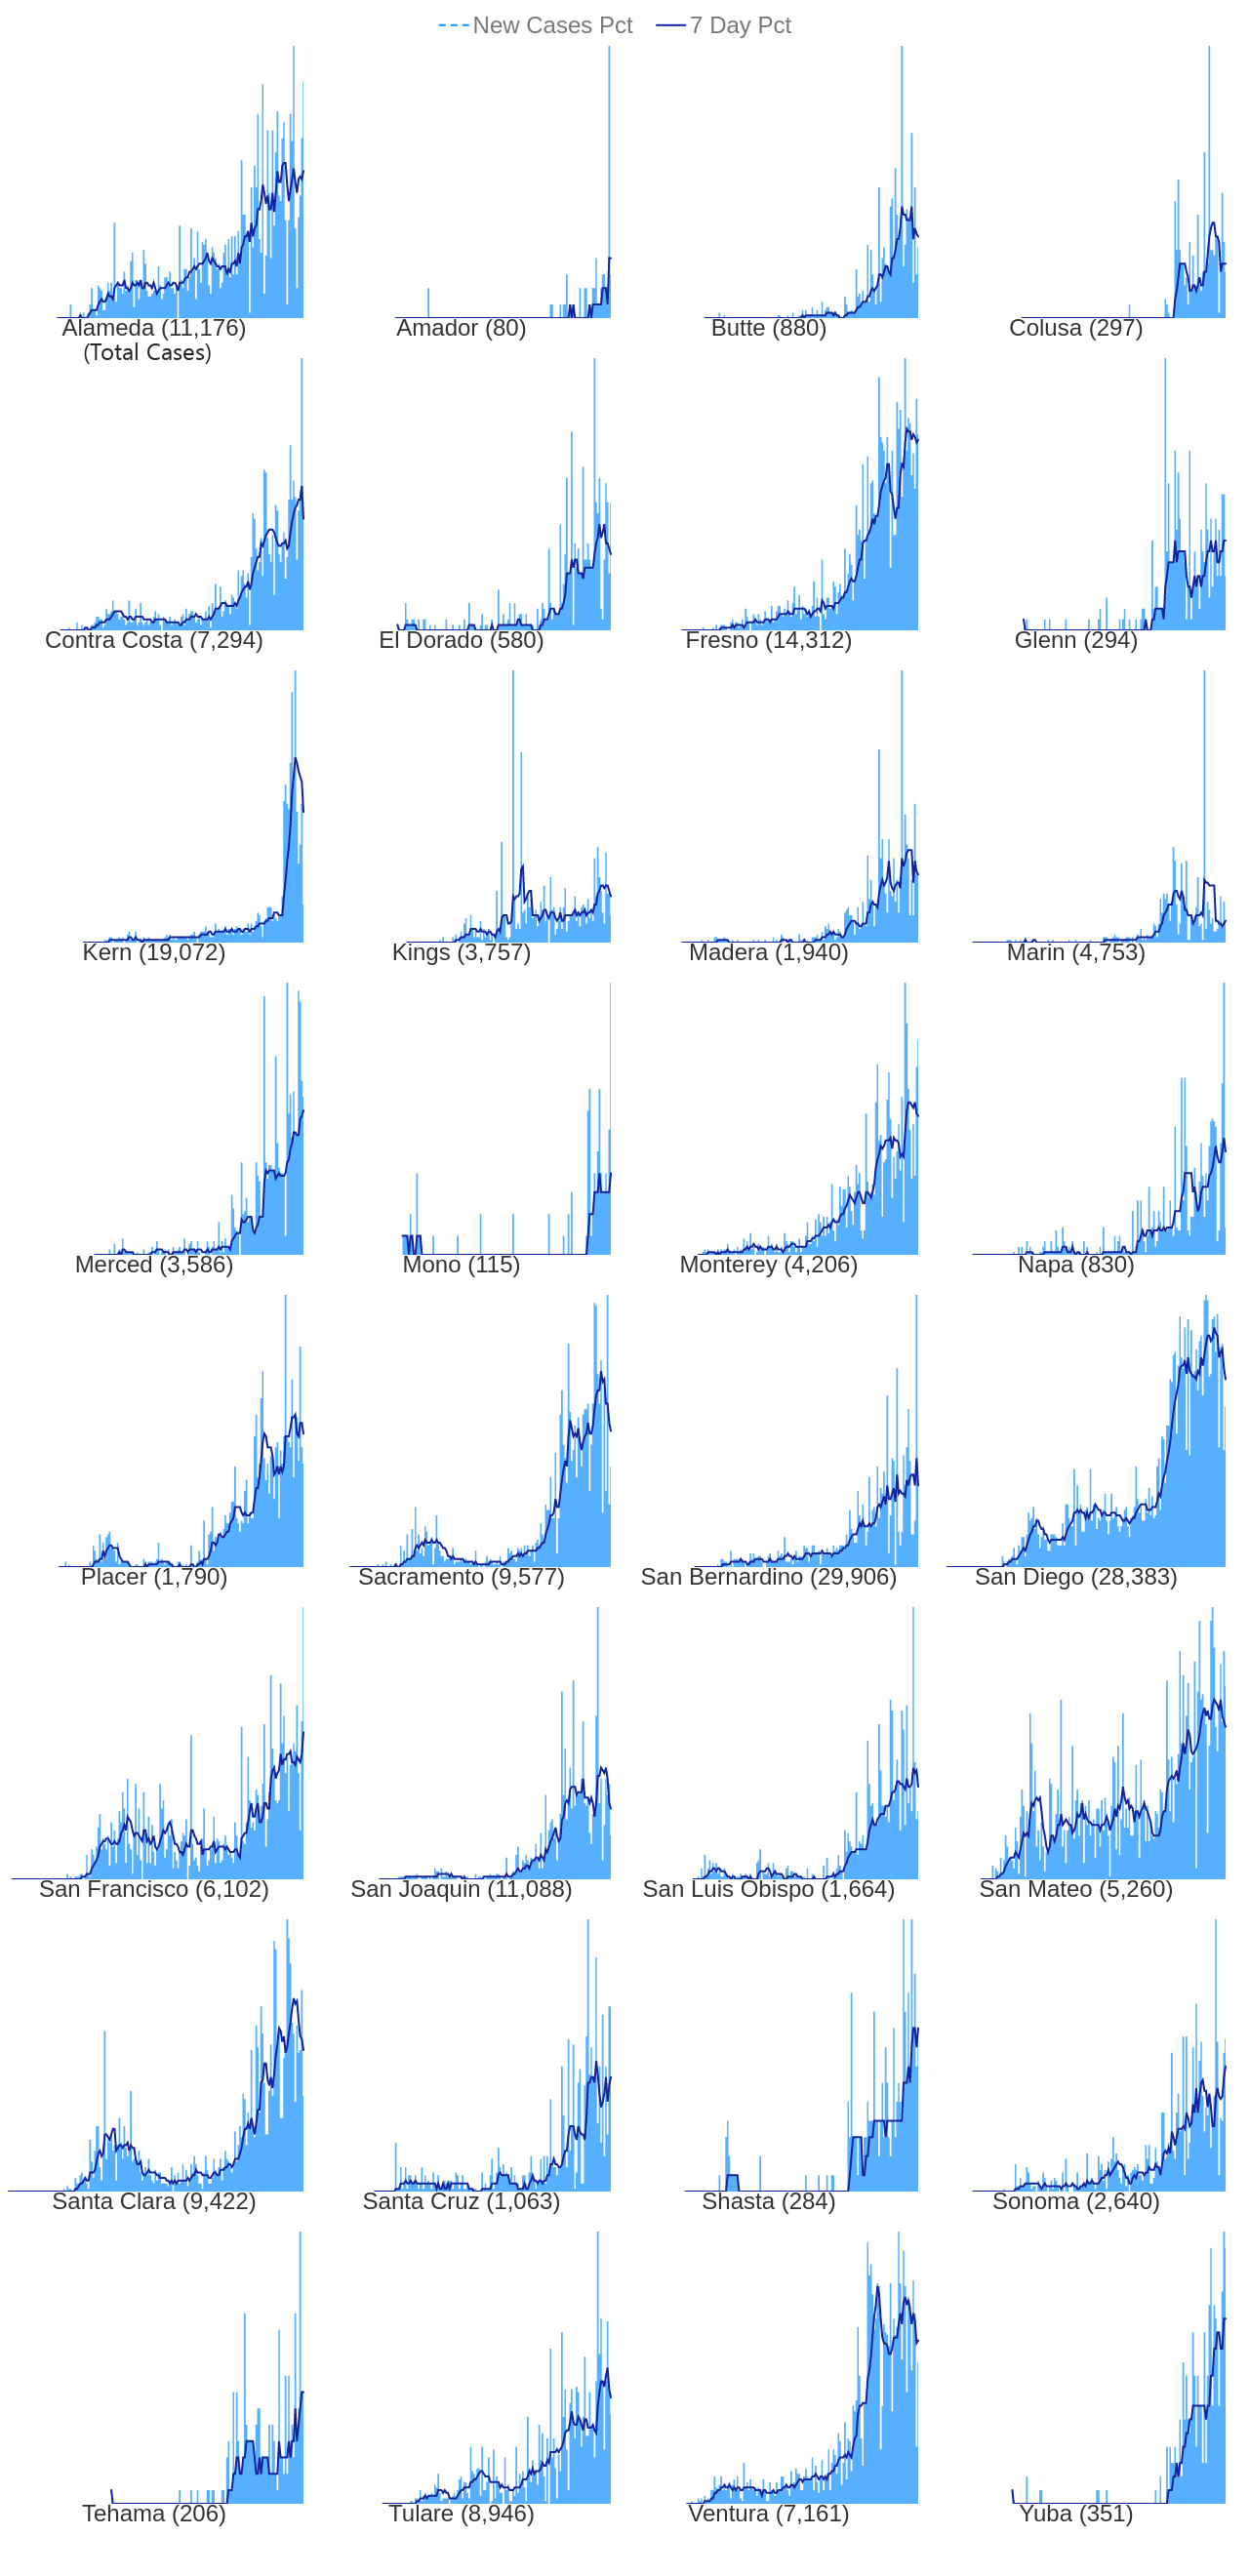 New Cases Pct 7 Day Pct
Alameda (11,176) Amador (80) Butte (880) Colusa (297)
(Total Cases)
Contra Costa (7,294) El Dorado (580) Fresno (14,312) Glenn (294)
Kern (19,072) Kings (3,757) Madera (1,940) Marin (4,753)
Merced (3,586) Mono (115) Monterey (4,206) Napa (830)
Placer (1,790) Sacramento (9,577) San Bernardino (29,906) San Diego (28,383)
San Francisco (6,102) San Joaquin (11,088) San Luis Obispo (1,664) San Mateo (5,260)
Santa Clara (9,422) Santa Cruz (1,063) Shasta (284) Sonoma (2,640)
Tehama (206) Tulare (8,946) Ventura (7,161) Yuba (351)